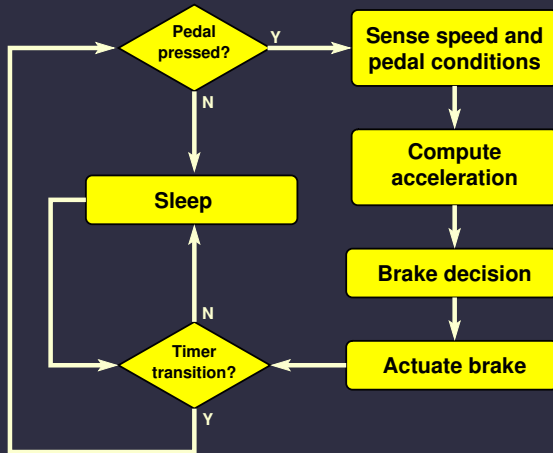 Pedal
pressed?
Y
Sense speed and
pedal conditions
N
Compute
acceleration
Sleep
Brake decision
N
Timer
transition?
Actuate brake
Y